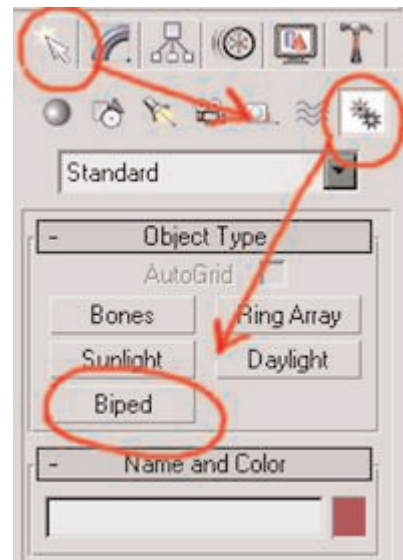 Standard
- Object Type
AutoGrid
Bones Ring Array
Sunlight Daylight
Biped
- Name and Color